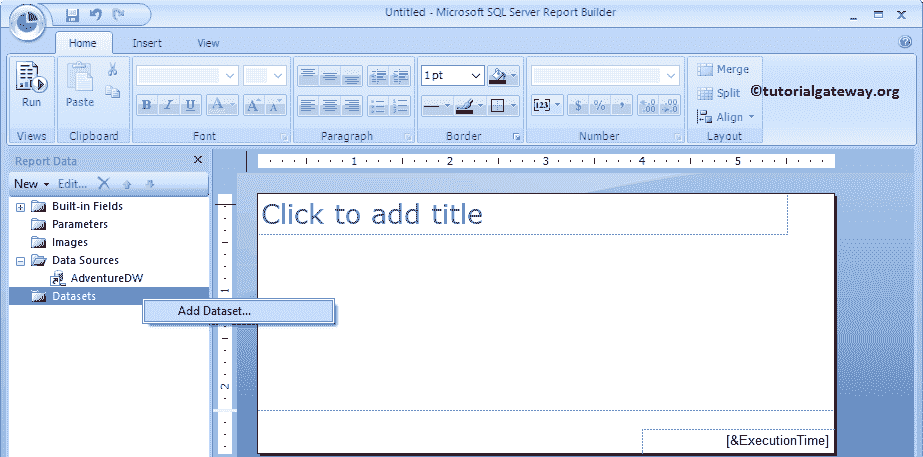 Untitled - Microsoft SQL Server Report Builder
Home Insert View
Run
Paste
1 pt
B I U A A A
$ % ,
Merge
Split
Align
©tutorialgateway.org
Views Clipboard Font Paragraph Border Number Layout
Report Data
New Edit...
Built-in Fields
Parameters
Images
Data Sources
AdventureDW
Datasets
Add Dataset...
1 2 3 4 5
1
2
Click to add title
[&ExecutionTime]